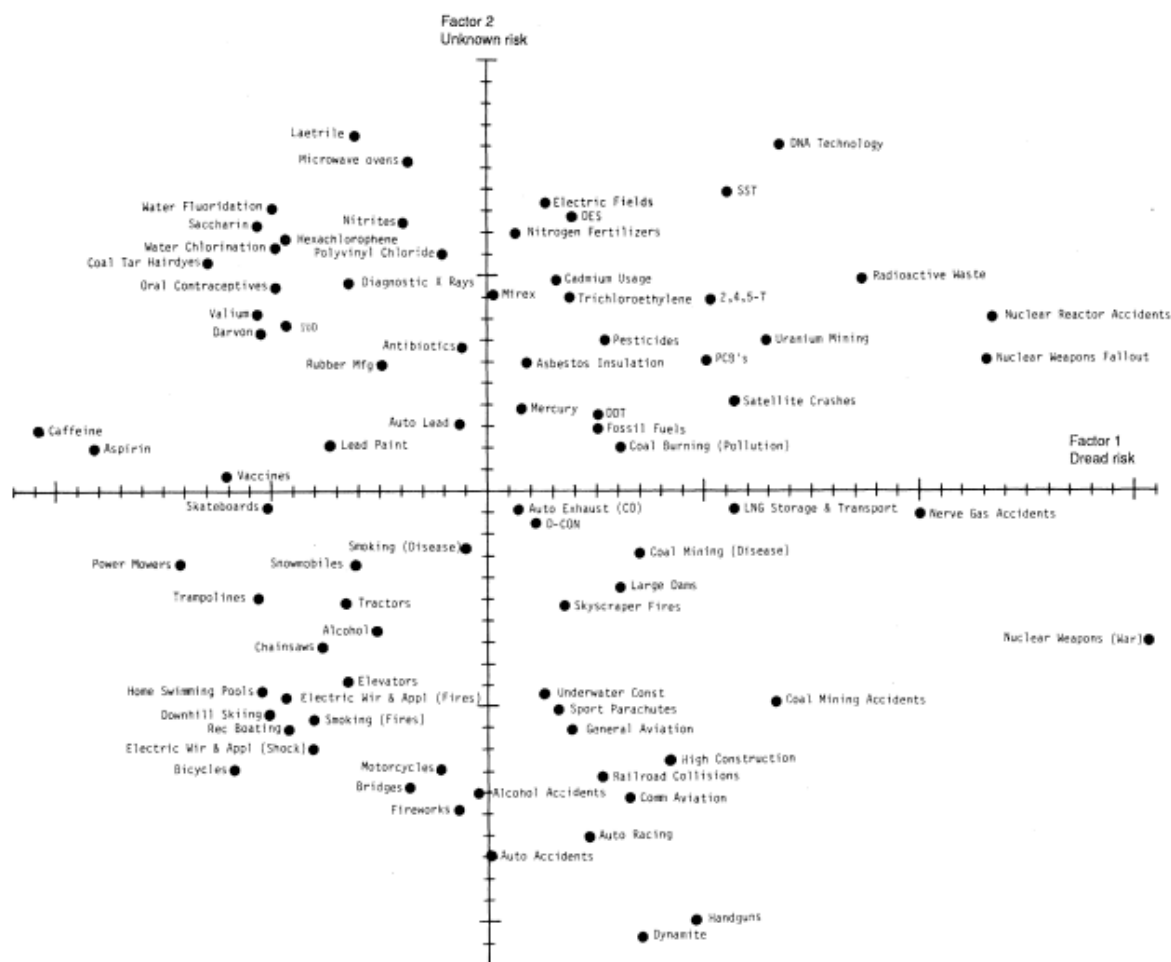 Factor 2
Unknown risk
Laetrile
DNA Technology
Microwave ovens
SST
Electric Fields
Water Fluoridation
DES
Nitrites
Saccharin
Nitrogen Fertilizers
Hexachlorophene
Water Chlorination
Polyvinyl Chloride
Coal Tar Hairdyes
Radioactive Waste
Cadmium Usage
Diagnostic X Rays
Oral Contraceptives
Mirex
Trichloroethylene
2,4,5-T
Valium
Nuclear Reactor Accidents
Darvon
Pesticides
Uranium Mining
Antibiotics
Nuclear Weapons Fallout
PCB's
Asbestos Insulation
Rubber Mfg
Satellite Crashes
Mercury
DDT
Auto Lead
Fossil Fuels
Caffeine
Factor 1
Dread risk
Lead Paint
Coal Burning (Pollution)
Aspirin
Vaccines
Skateboards
Auto Exhaust (CO)
LNG Storage & Transport
Nerve Gas Accidents
D-CON
Smoking (Disease)
Coal Mining (Disease)
Power Mowers
Snowmobiles
Large Dams
Trampolines
Tractors
Skyscraper Fires
Alcohol
Nuclear Weapons (War)
Chainsaws
Elevators
Home Swimming Pools
Underwater Const
Electric Wir & Appl (Fires)
Coal Mining Accidents
Sport Parachutes
Downhill Skiing
Smoking (Fires)
Rec Boating
General Aviation
Electric Wir & Appl (Shock)
High Construction
Bicycles
Motorcycles
Railroad Collisions
Bridges
Alcohol Accidents
Comm Aviation
Fireworks
Auto Racing
Auto Accidents
Handguns
Dynamite